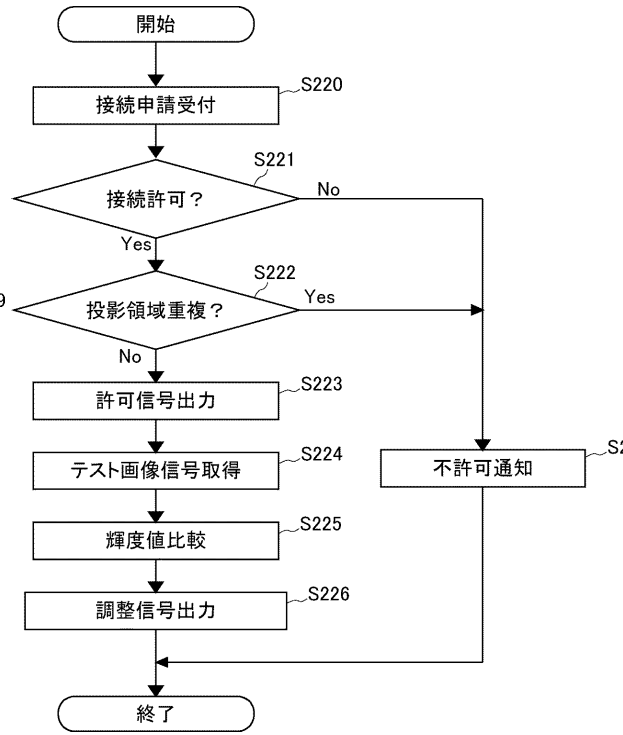 開始
S220
接続申請受付
S221
接続許可？
No
Yes
S222
9
投影領域重複？
Yes
No
S223
許可信号出力
S224
テスト画像信号取得
S2
不許可通知
S225
輝度値比較
S226
調整信号出力
終了